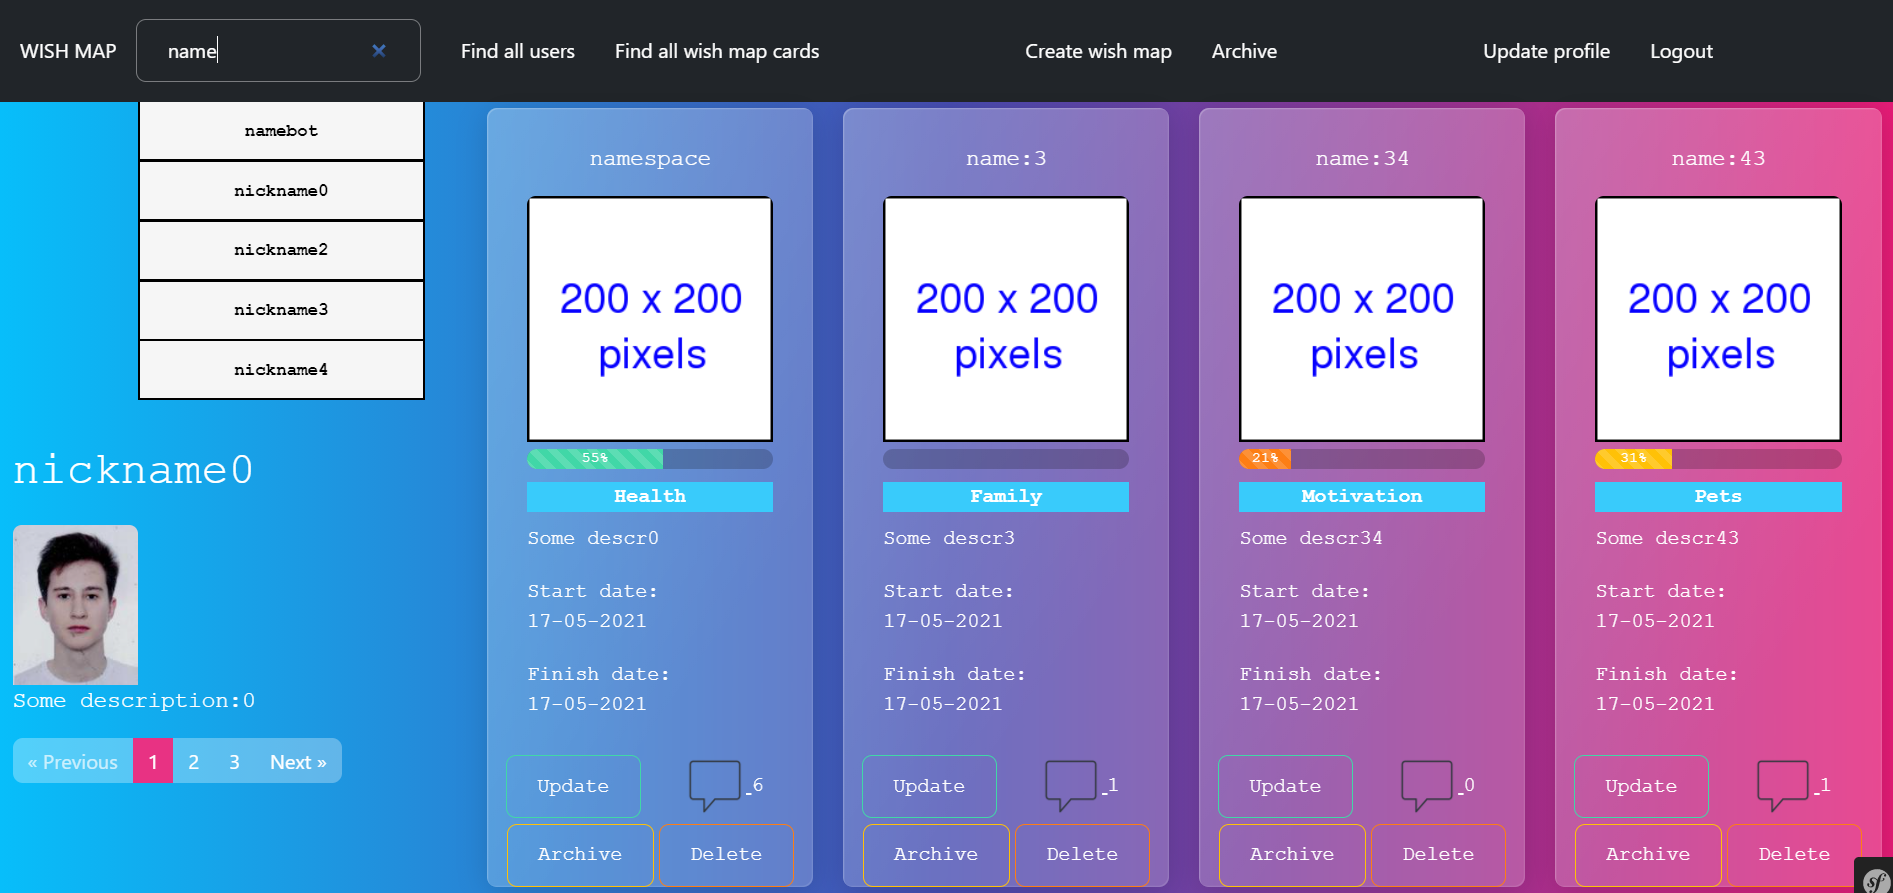 WISH MAP
name
Find all users
Find all wish map cards
Create wish map
Archive
Update profile
Logout
namebot
nickname0
nickname2
nickname3
nickname4
nickname0
Some description:0
« Previous 1 2 3 Next »
namespace
200 x 200
pixels
55%
Health
Some descr0
Start date:
17-05-2021
Finish date:
17-05-2021
Update
6
Archive
Delete
name:3
200 x 200
pixels
Family
Some descr3
Start date:
17-05-2021
Finish date:
17-05-2021
Update
1
Archive
Delete
name:34
200 x 200
pixels
21%
Motivation
Some descr34
Start date:
17-05-2021
Finish date:
17-05-2021
Update
0
Archive
Delete
name:43
200 x 200
pixels
31%
Pets
Some descr43
Start date:
17-05-2021
Finish date:
17-05-2021
Update
1
Archive
Delete
sf